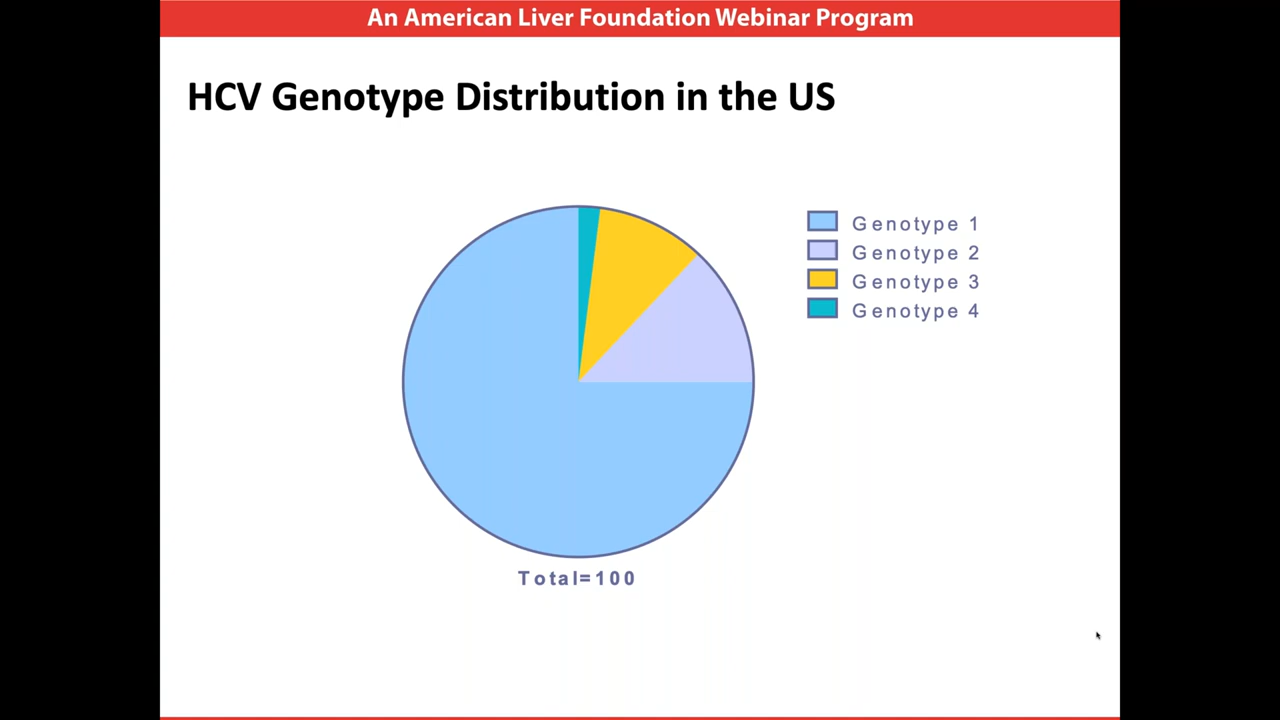 An American Liver Foundation Webinar Program
HCV Genotype Distribution in the US
Genotype 1
Genotype 2
Genotype 3
Genotype 4
Total=100